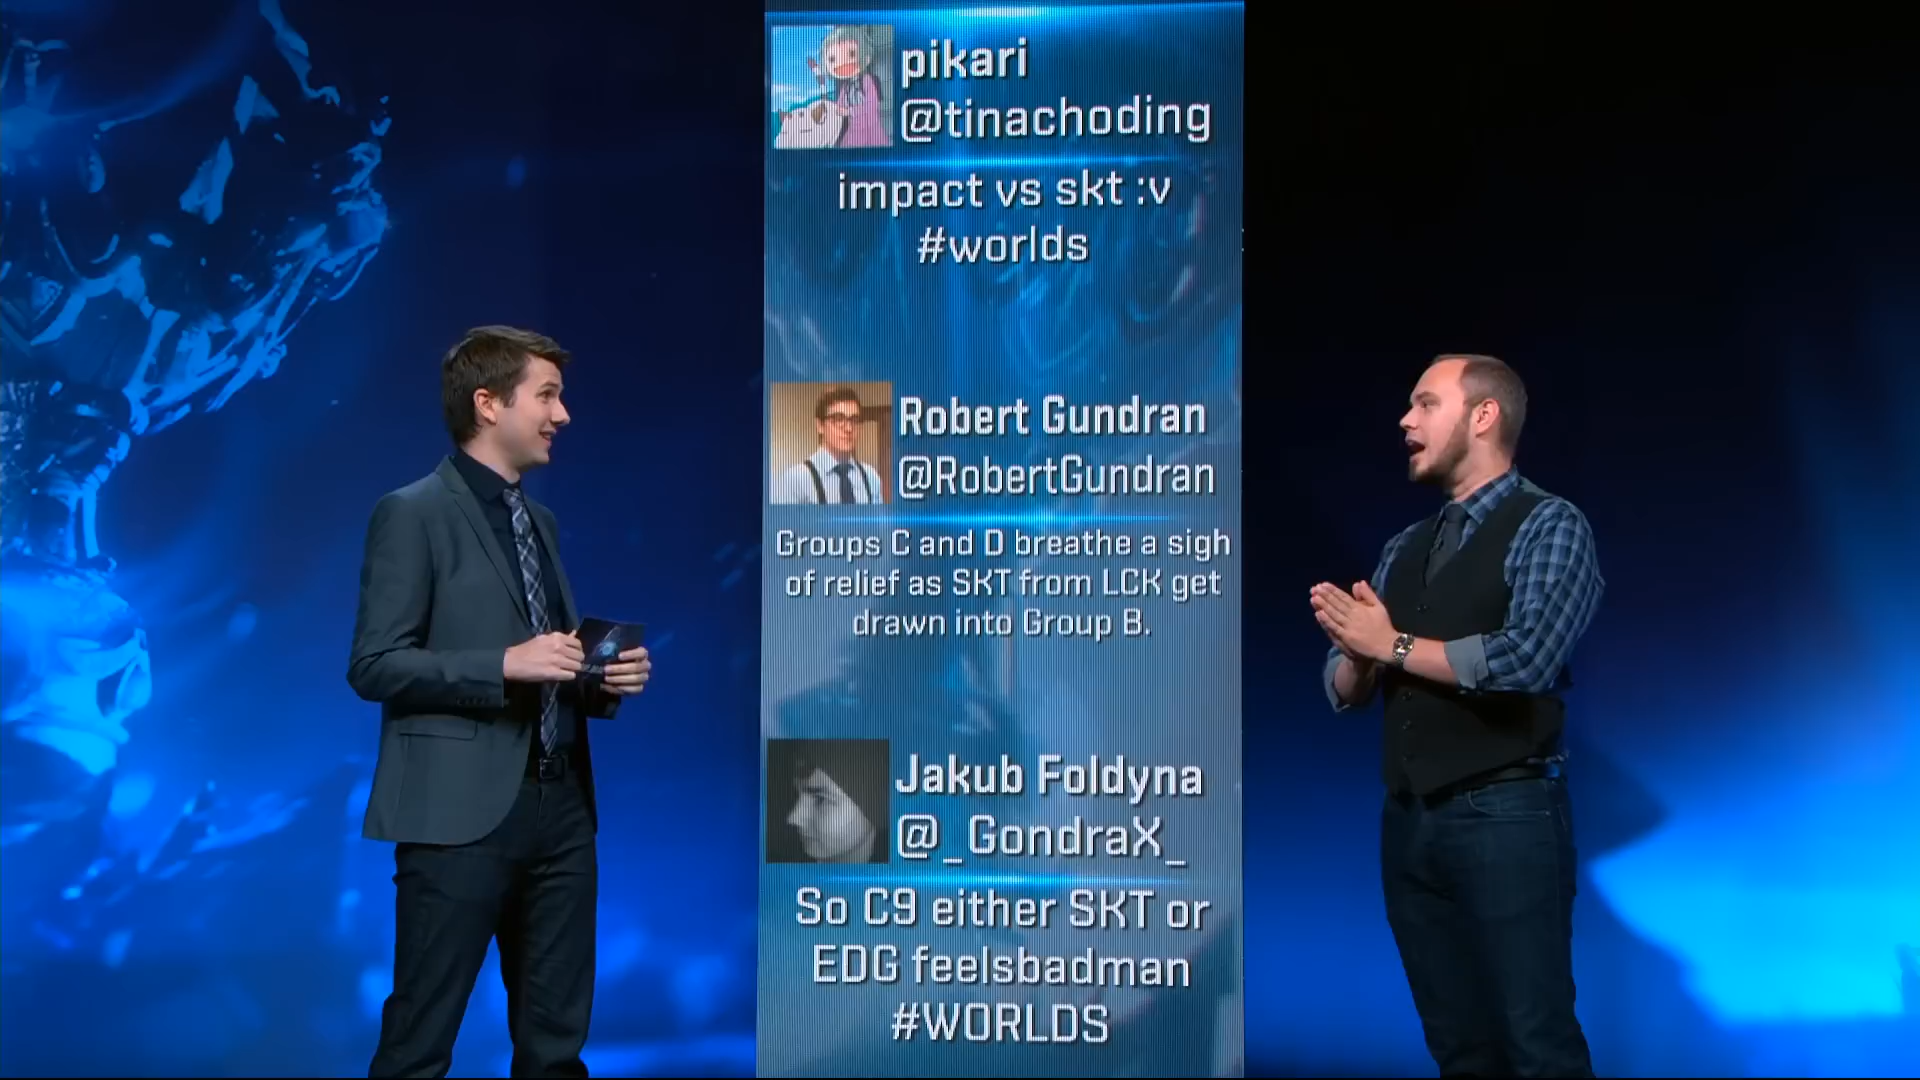 pikari
@tinachoding
impact vs skt :v
#worlds
Robert Gundran
@RobertGundran
Groups C and D breathe a sigh
of relief as SKT from LCK get
drawn into Group B.
Jakub Foldyna
@_GondraX_
So C9 either SKT or
EDG feelsbadman
#WORLDS